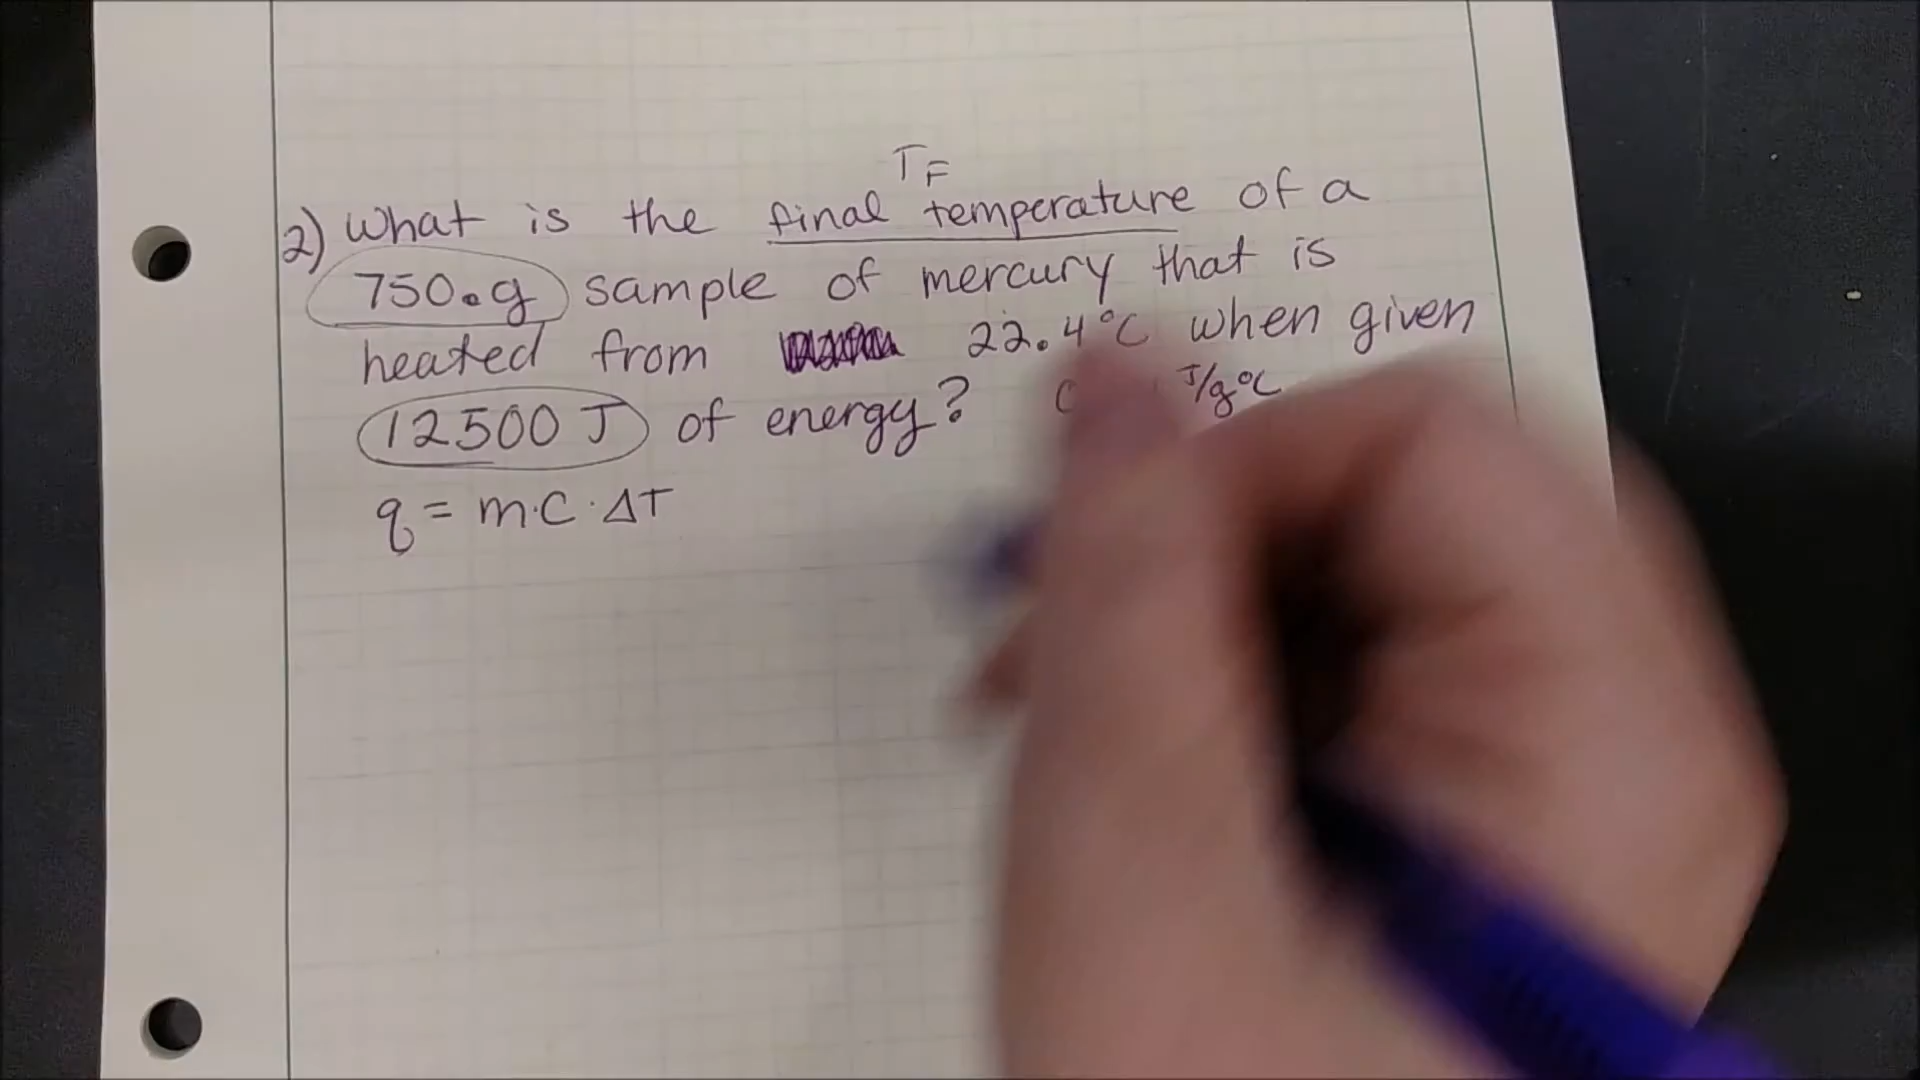 T_F
2) What is the final temperature of a
750.g sample of mercury that is
heated from 22.4°C when given
12500 J of energy? J/g°C
q = m·C·ΔT